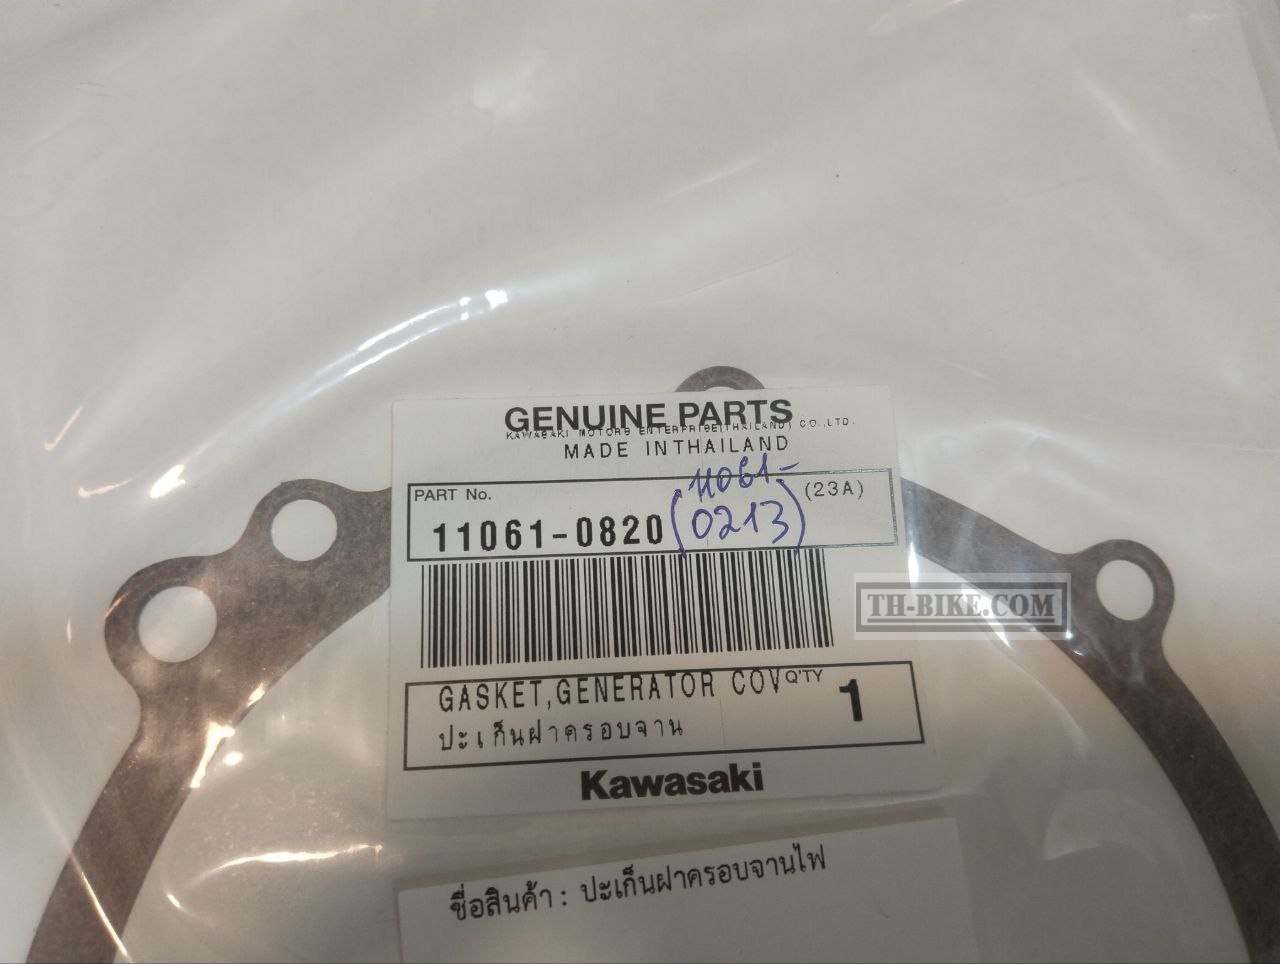 GENUINE PARTS
KAWASAKI MOTORS ENTERPRISE(THAILAND) CO.,LTD.
MADE IN THAILAND
PART No.
11061-0820 (11061-0213) (23A)
GASKET,GENERATOR COV Q'TY 1
ปะเก็นฝาครอบจาน
Kawasaki
ชื่อสินค้า : ปะเก็นฝาครอบจานไฟ
TH-BIKE.COM